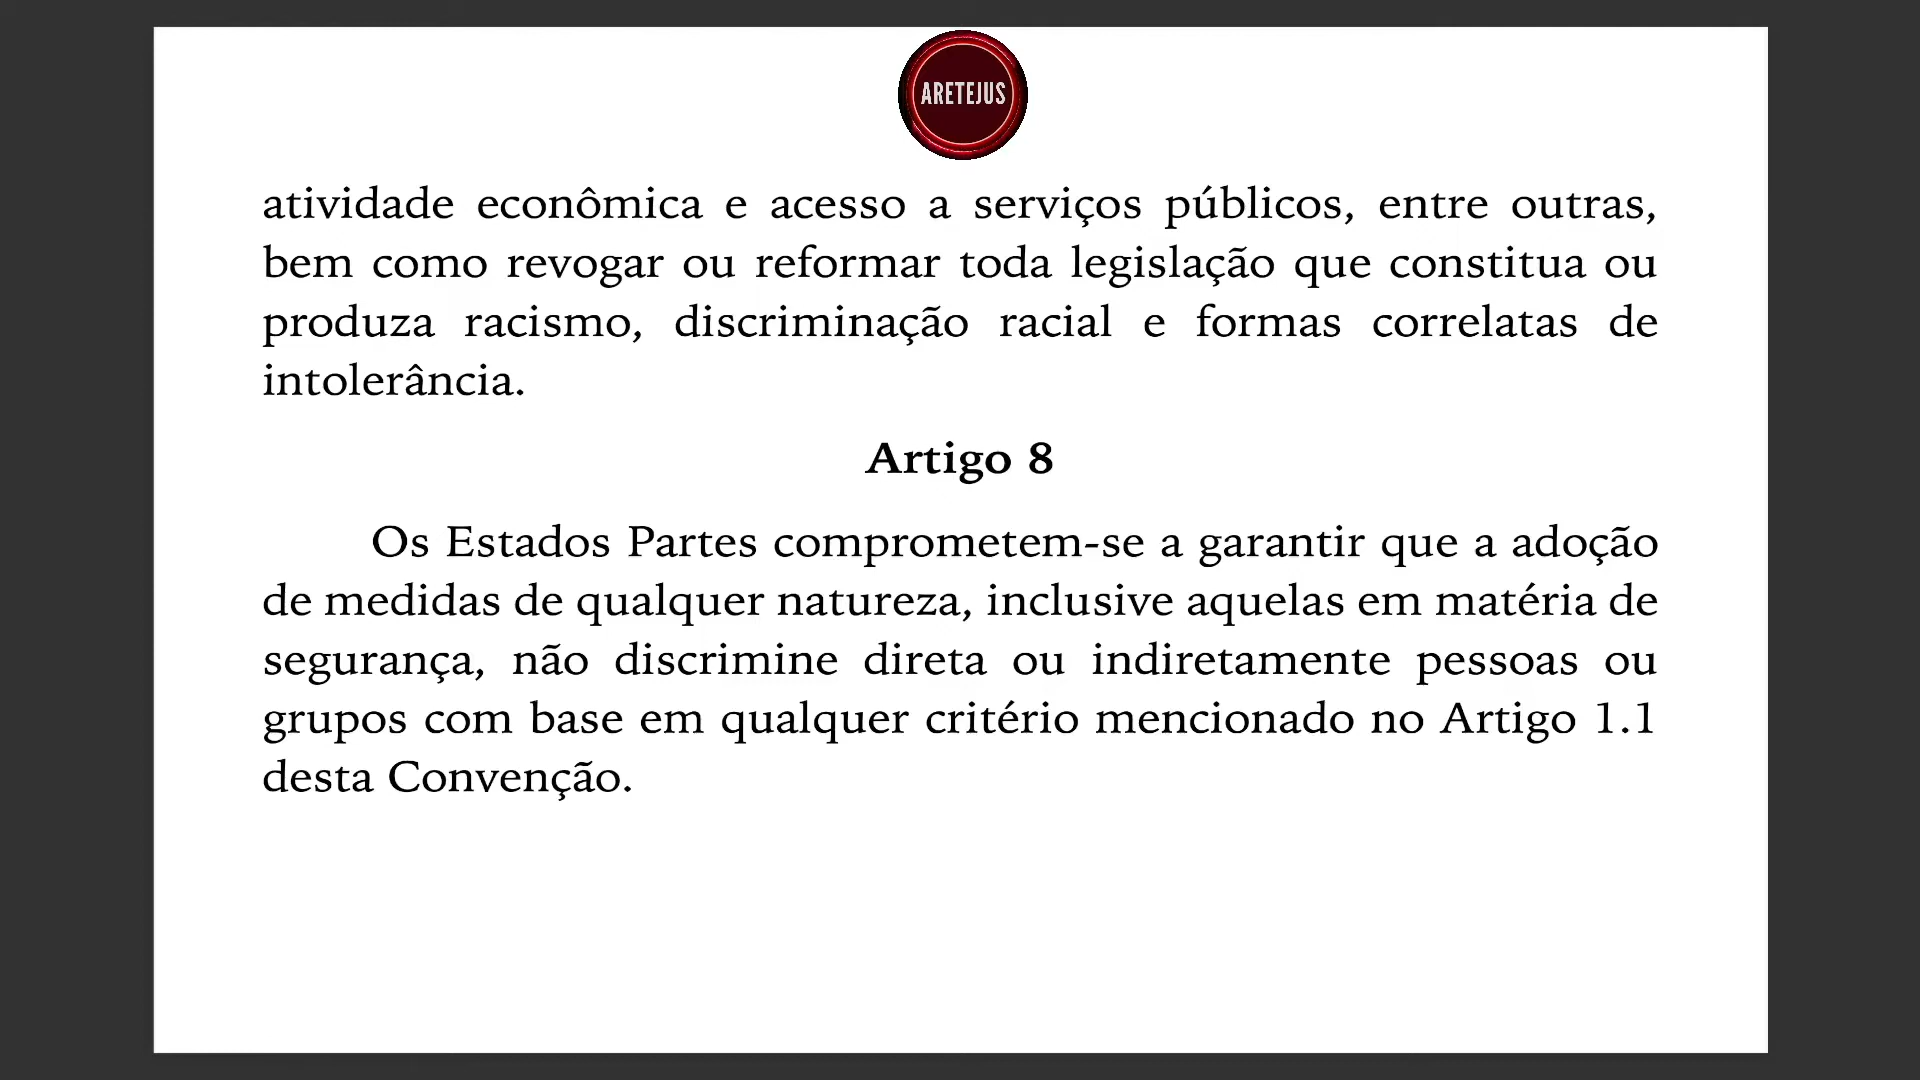 ARETEJUS
atividade econômica e acesso a serviços públicos, entre outras,
bem como revogar ou reformar toda legislação que constitua ou
produza racismo, discriminação racial e formas correlatas de
intolerância.
Artigo 8
Os Estados Partes comprometem-se a garantir que a adoção
de medidas de qualquer natureza, inclusive aquelas em matéria de
segurança, não discrimine direta ou indiretamente pessoas ou
grupos com base em qualquer critério mencionado no Artigo 1.1
desta Convenção.